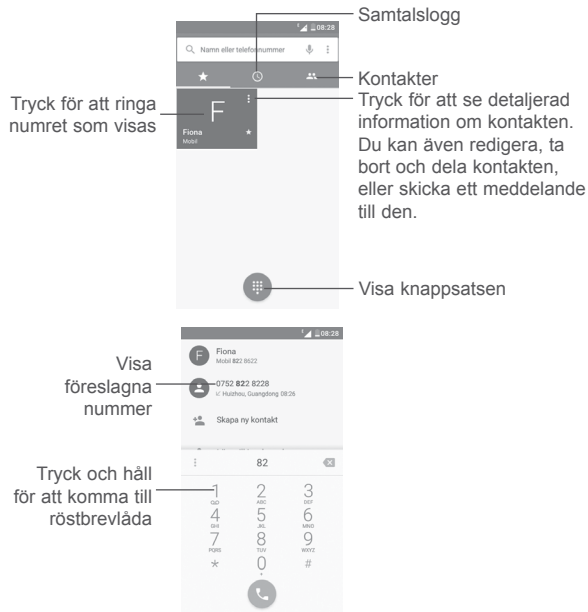 Samtalslogg
08:28
Namn eller telefonnummer
Kontakter
Tryck för att ringa
numret som visas
F
Fiona
Mobil
Tryck för att se detaljerad
information om kontakten.
Du kan även redigera, ta
bort och dela kontakten,
eller skicka ett meddelande
till den.
Visa knappsatsen
08:28
F
Fiona
Mobil 822 8622
Visa
föreslagna
nummer
0752 822 8228
Huizhou, Guangdong 08:26
Skapa ny kontakt
82
Tryck och håll
för att komma till
röstbrevlåda
1 2 3
ABC DEF
4 5 6
GHI JKL MNO
7 8 9
PQRS TUV WXYZ
* 0 #
+